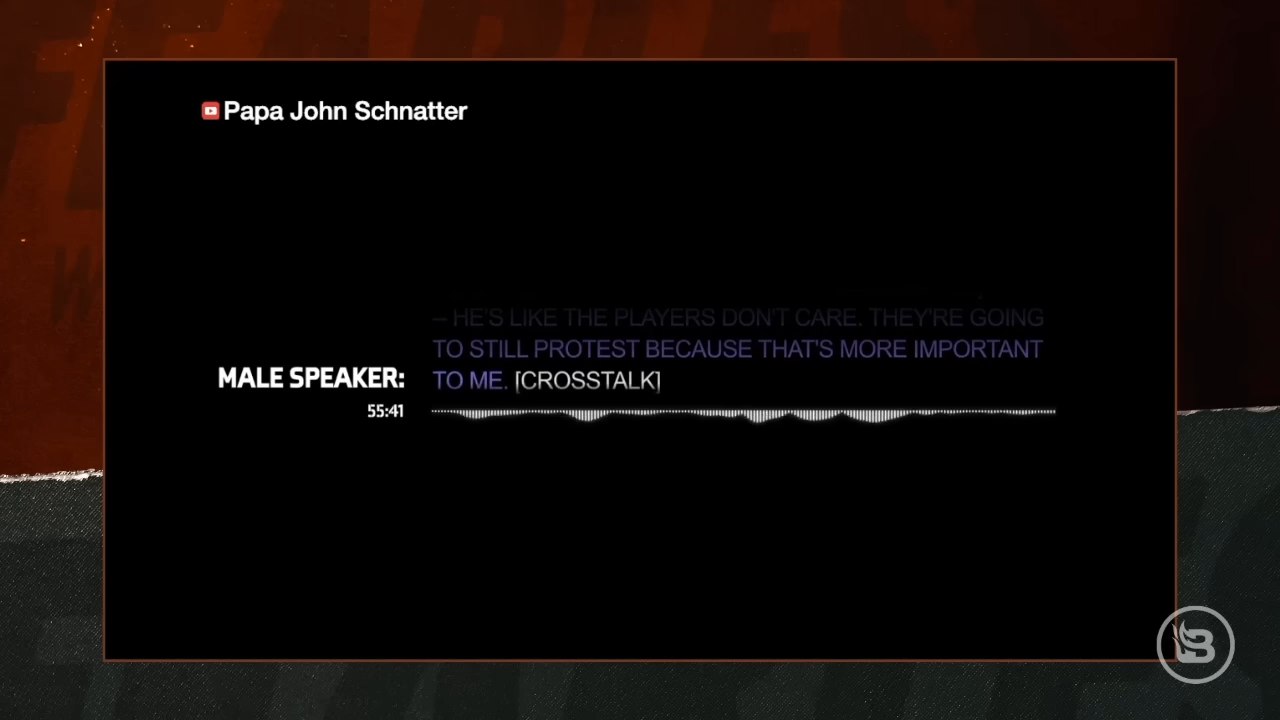 Papa John Schnatter
– HE'S LIKE THE PLAYERS DON'T CARE. THEY'RE GOING
TO STILL PROTEST BECAUSE THAT'S MORE IMPORTANT
MALE SPEAKER: TO ME. [CROSSTALK]
55:41
B